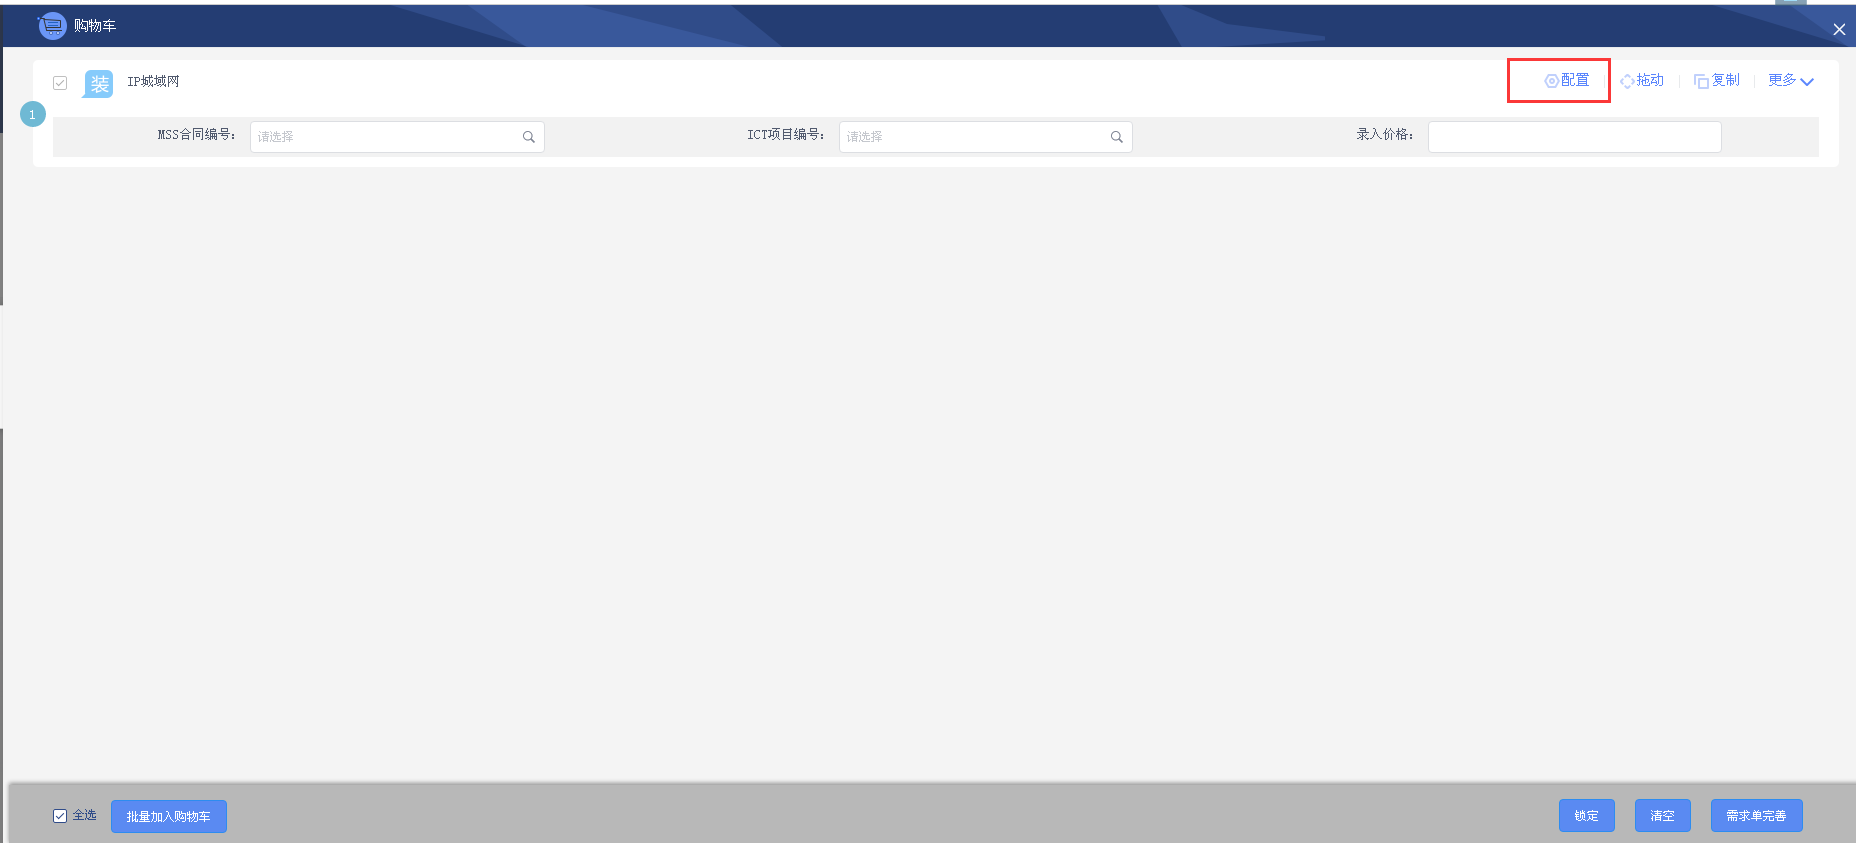 购物车
装 IP城域网 配置 拖动 复制 更多
1
MSS合同编号： 请选择 ICT项目编号： 请选择 录入价格：
全选 批量加入购物车 锁定 清空 需求单完善